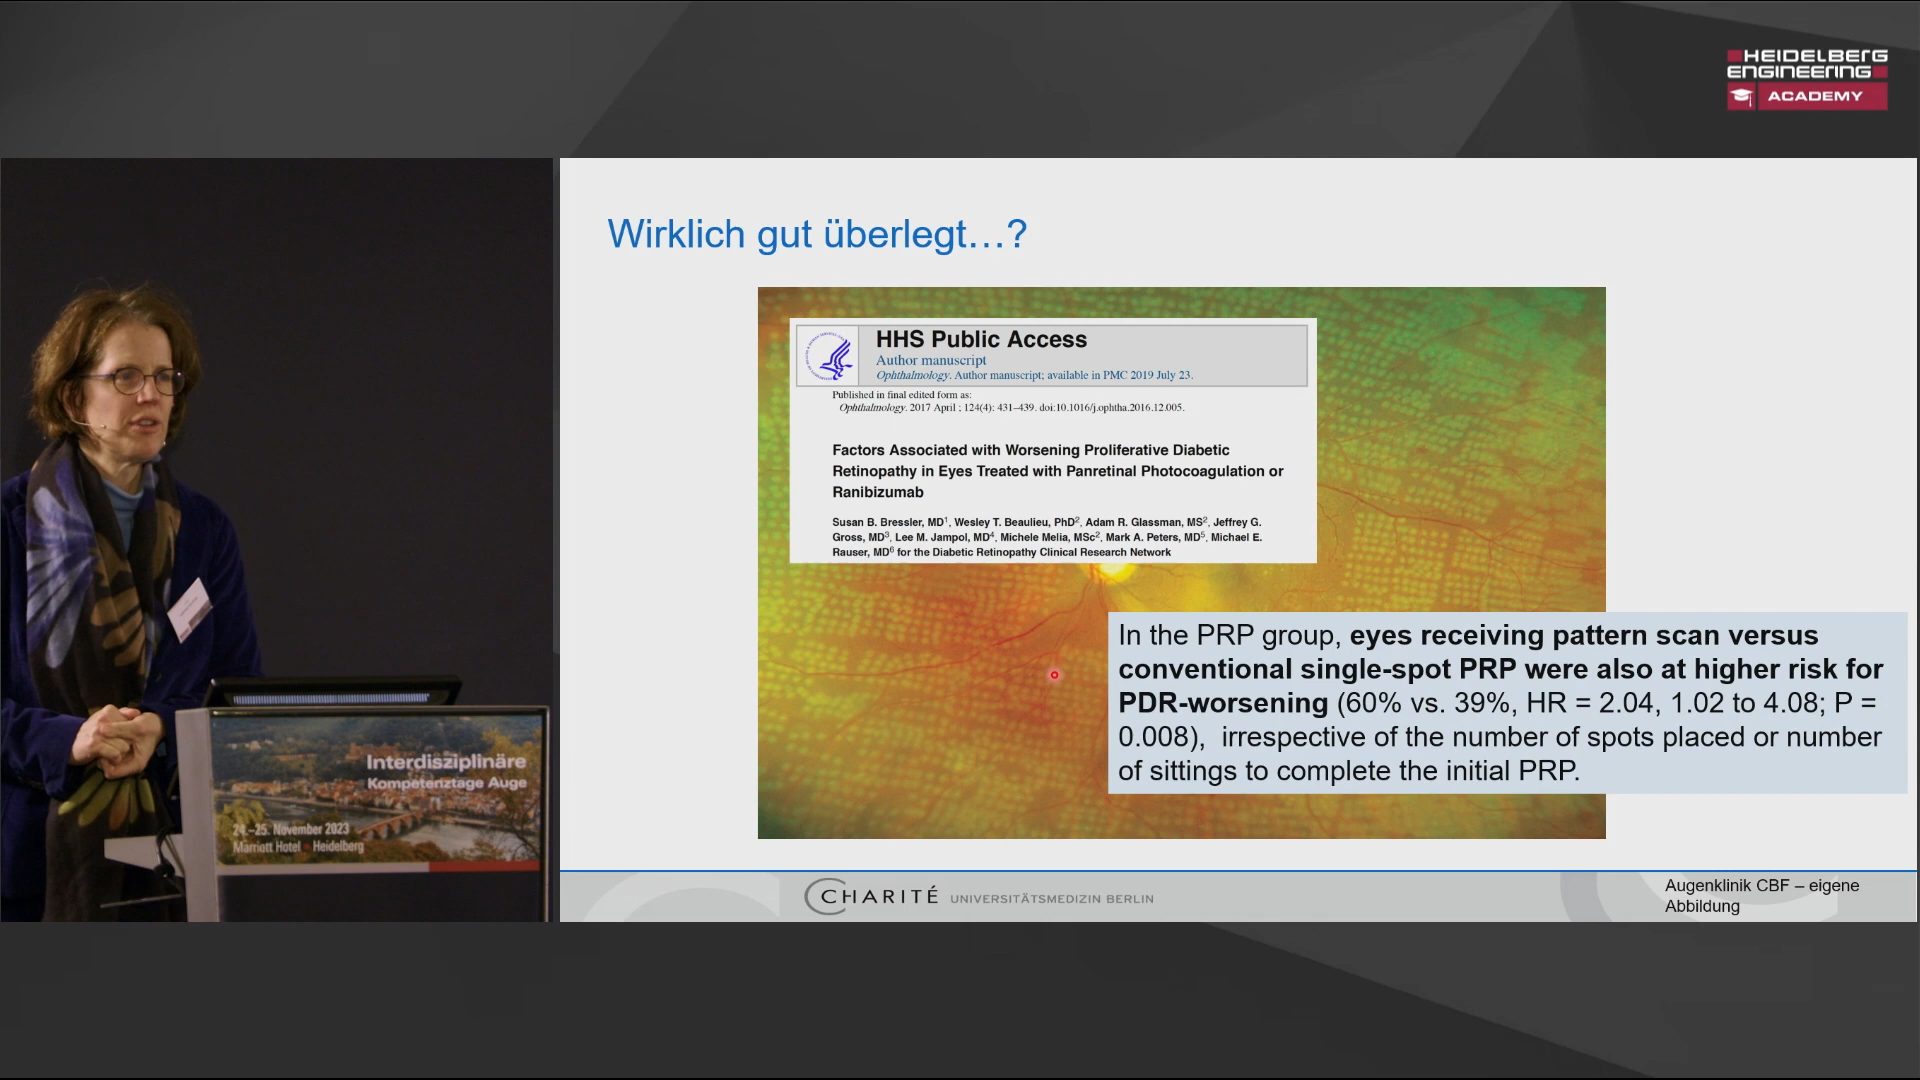 HEIDELBERG
ENGINEERING
ACADEMY
Wirklich gut überlegt…?
HHS Public Access
Author manuscript
Ophthalmology. Author manuscript; available in PMC 2019 July 23.
Published in final edited form as:
Ophthalmology. 2017 April ; 124(4): 431–439. doi:10.1016/j.ophtha.2016.12.005.
Factors Associated with Worsening Proliferative Diabetic
Retinopathy in Eyes Treated with Panretinal Photocoagulation or
Ranibizumab
Susan B. Bressler, MD1, Wesley T. Beaulieu, PhD2, Adam R. Glassman, MS2, Jeffrey G.
Gross, MD3, Lee M. Jampol, MD4, Michele Melia, MSc2, Mark A. Peters, MD5, Michael E.
Rauser, MD6 for the Diabetic Retinopathy Clinical Research Network
In the PRP group, eyes receiving pattern scan versus
conventional single-spot PRP were also at higher risk for
PDR-worsening (60% vs. 39%, HR = 2.04, 1.02 to 4.08; P =
0.008), irrespective of the number of spots placed or number
of sittings to complete the initial PRP.
Interdisziplinäre
Kompetenztage Auge
24.–25. November 2023
Marriott Hotel • Heidelberg
CHARITÉ UNIVERSITÄTSMEDIZIN BERLIN
Augenklinik CBF – eigene
Abbildung